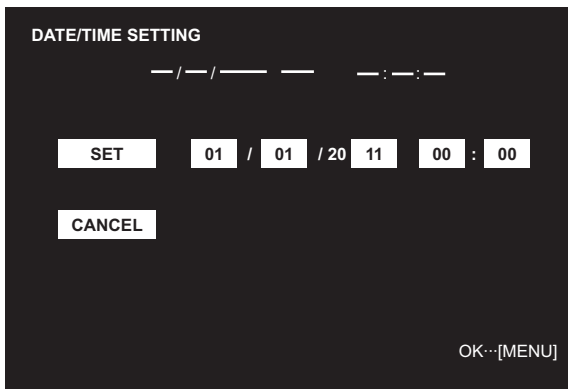 DATE/TIME SETTING
—/—/—— —— —:—:—
SET 01 / 01 / 20 11 00 : 00
CANCEL
OK···[MENU]